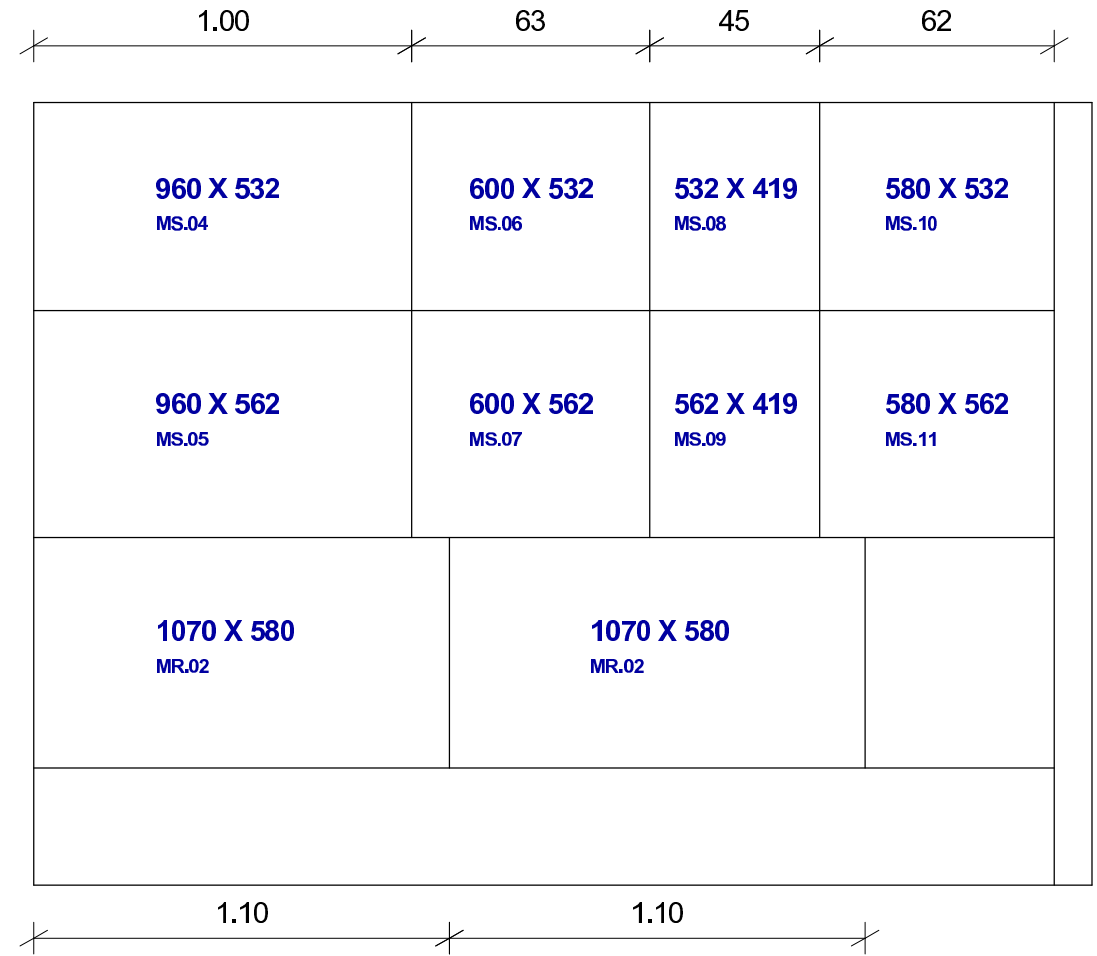 1.00 63 45 62
960 X 532
MS.04
600 X 532
MS.06
532 X 419
MS.08
580 X 532
MS.10
960 X 562
MS.05
600 X 562
MS.07
562 X 419
MS.09
580 X 562
MS.11
1070 X 580
MR.02
1070 X 580
MR.02
1.10 1.10